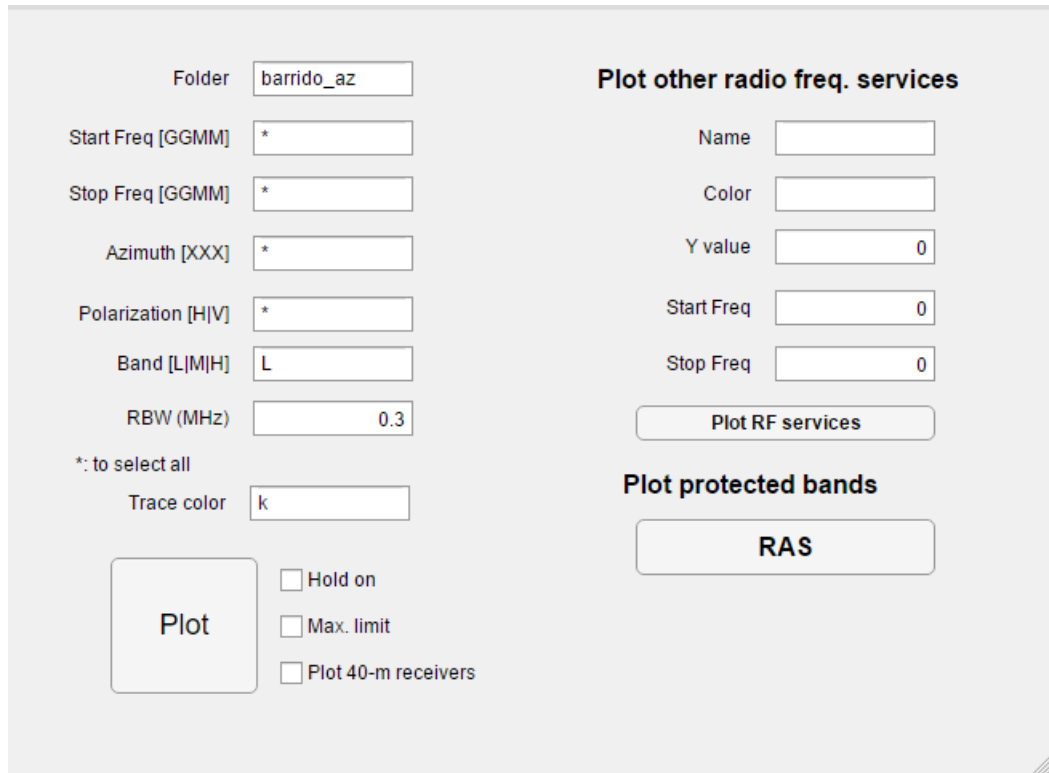 Folder barrido_az
Start Freq [GGMM] *
Stop Freq [GGMM] *
Azimuth [XXX] *
Polarization [H|V] *
Band [L|M|H] L
RBW (MHz) 0.3
*: to select all
Trace color k
Plot
Hold on
Max. limit
Plot 40-m receivers
Plot other radio freq. services
Name
Color
Y value 0
Start Freq 0
Stop Freq 0
Plot RF services
Plot protected bands
RAS